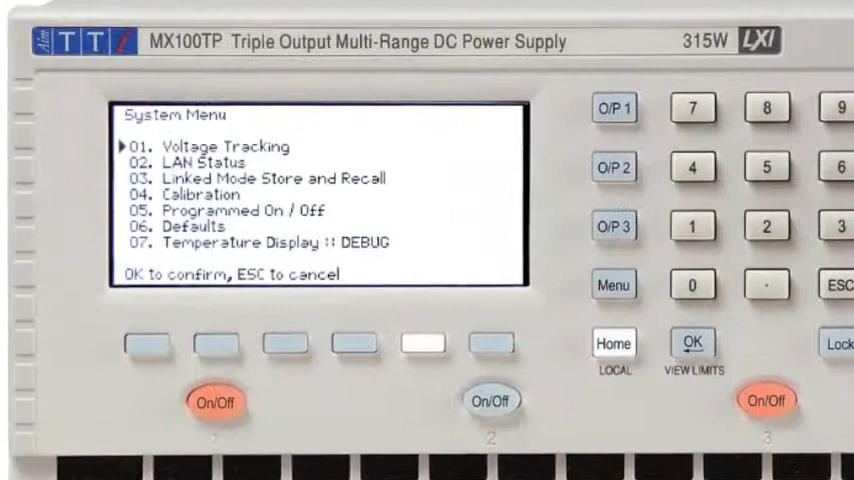 Aim TTi MX100TP Triple Output Multi-Range DC Power Supply 315W LXI
System Menu
01. Voltage Tracking
02. LAN Status
03. Linked Mode Store and Recall
04. Calibration
05. Programmed On / Off
06. Defaults
07. Temperature Display :: DEBUG
OK to confirm, ESC to cancel
O/P 1 7 8 9
O/P 2 4 5 6
O/P 3 1 2 3
Menu 0 . ESC
Home OK Lock
LOCAL VIEW LIMITS
On/Off On/Off On/Off
1 2 3